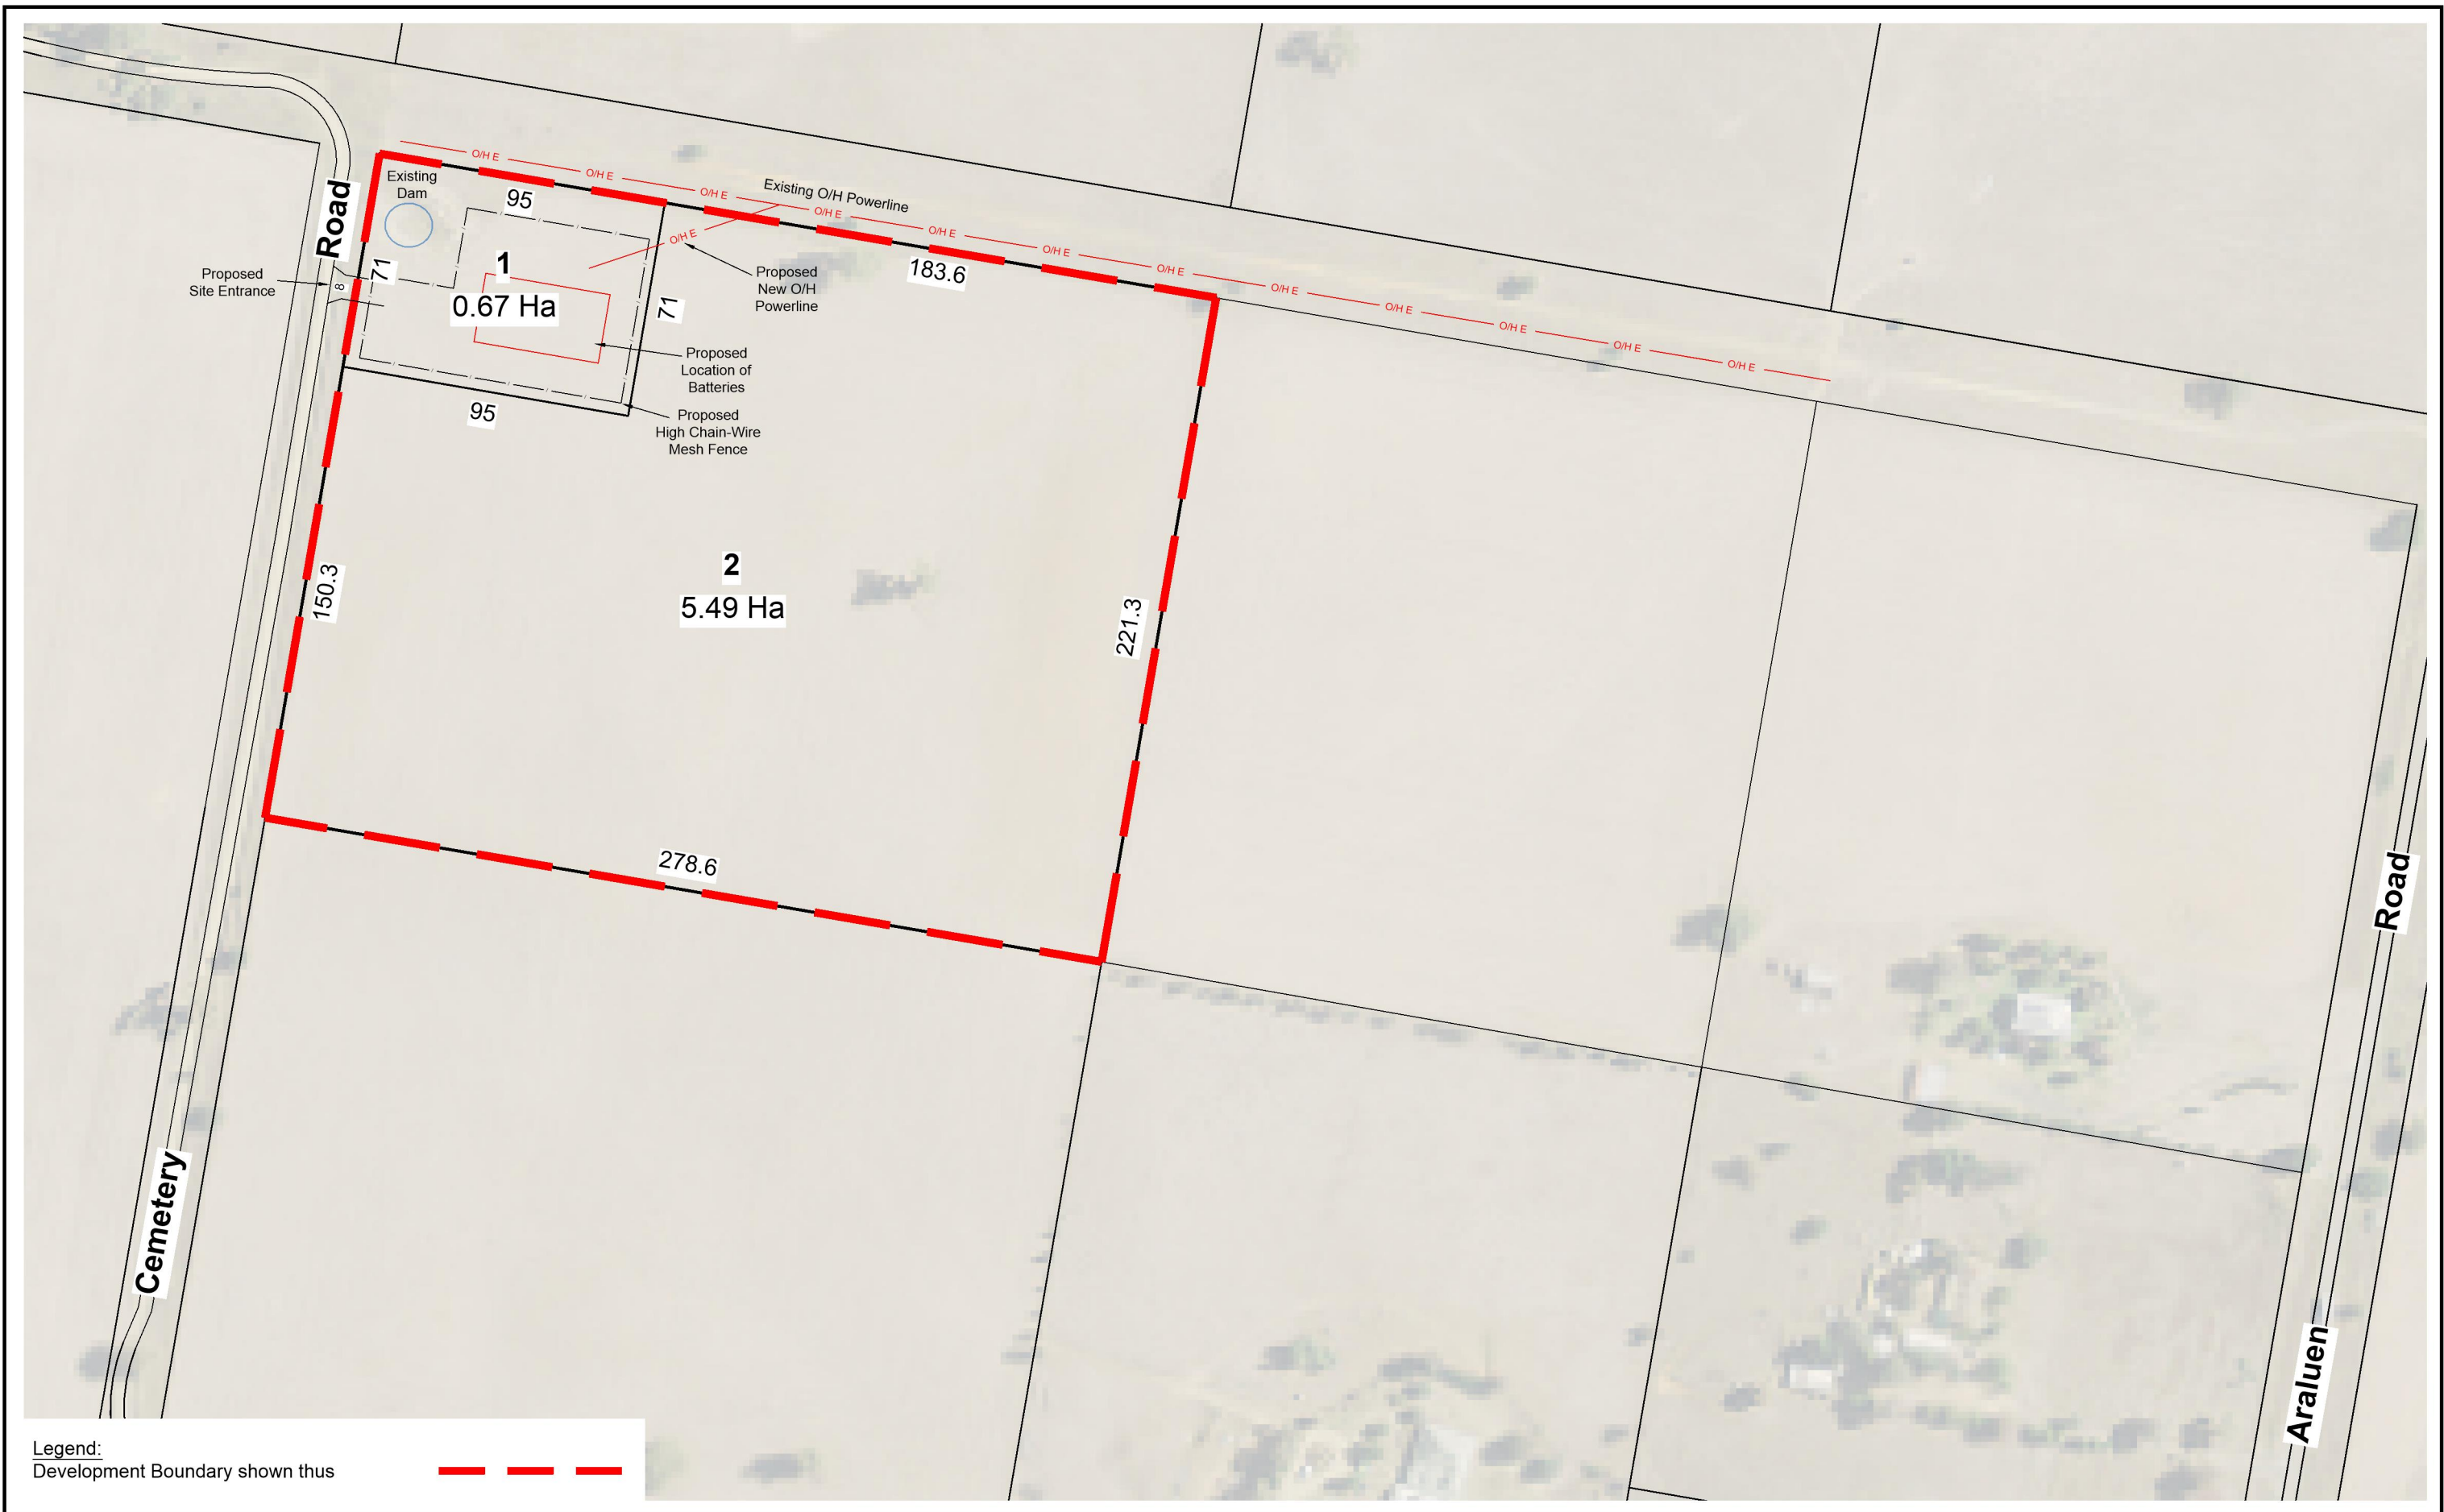 O/H E
O/H E
O/H E
O/H E
O/H E
O/H E
O/H E
O/H E
O/H E
O/H E
O/H E
O/H E
Existing O/H Powerline
Existing
Dam
95
Road
O/H E
1
0.67 Ha
71
8
Proposed
Site Entrance
Proposed
New O/H
Powerline
183.6
71
Proposed
Location of
Batteries
95
Proposed
High Chain-Wire
Mesh Fence
2
5.49 Ha
150.3
221.3
278.6
Road
Cemetery
Araluen
Legend:
Development Boundary shown thus